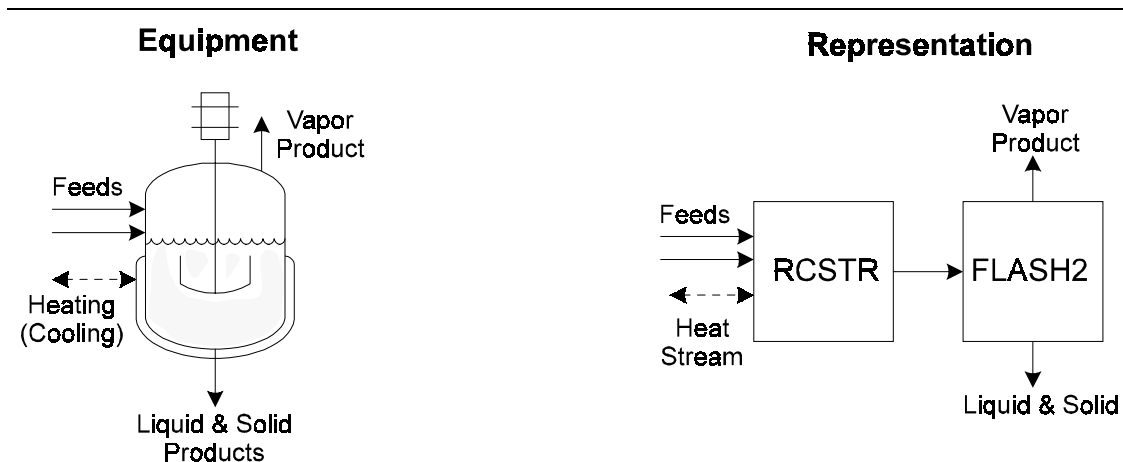 Equipment
Vapor
Product
Feeds
Heating
(Cooling)
Liquid & Solid
Products
Representation
Vapor
Product
Feeds
RCSTR
FLASH2
Heat
Stream
Liquid & Solid